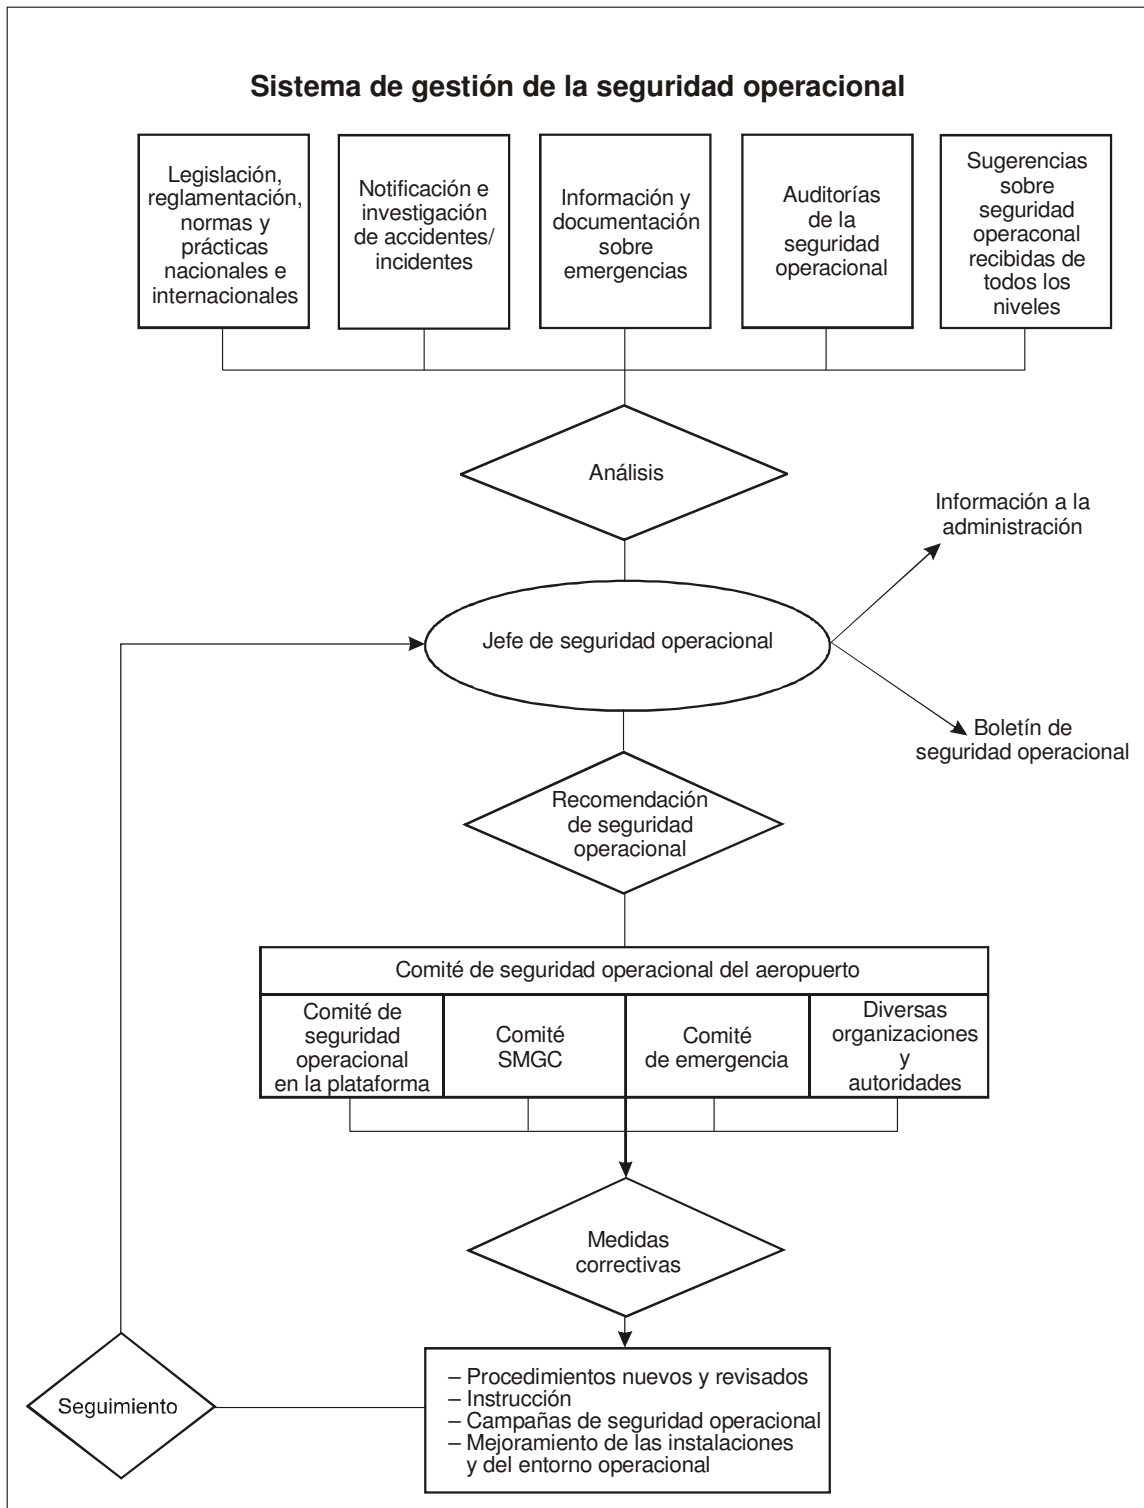 Sistema de gestión de la seguridad operacional
Legislación,
reglamentación,
normas y
prácticas
nacionales e
internacionales
Notificación e
investigación
de accidentes/
incidentes
Información y
documentación
sobre
emergencias
Auditorías
de la
seguridad
operacional
Sugerencias
sobre
seguridad
operaconal
recibidas de
todos los
niveles
Análisis
Información a la
administración
Jefe de seguridad operacional
Boletín de
seguridad operacional
Recomendación
de seguridad
operacional
Comité de seguridad operacional del aeropuerto
Comité de
seguridad
operacional
en la plataforma
Comité
SMGC
Comité
de emergencia
Diversas
organizaciones
y
autoridades
Medidas
correctivas
– Procedimientos nuevos y revisados
– Instrucción
– Campañas de seguridad operacional
– Mejoramiento de las instalaciones
y del entorno operacional
Seguimiento